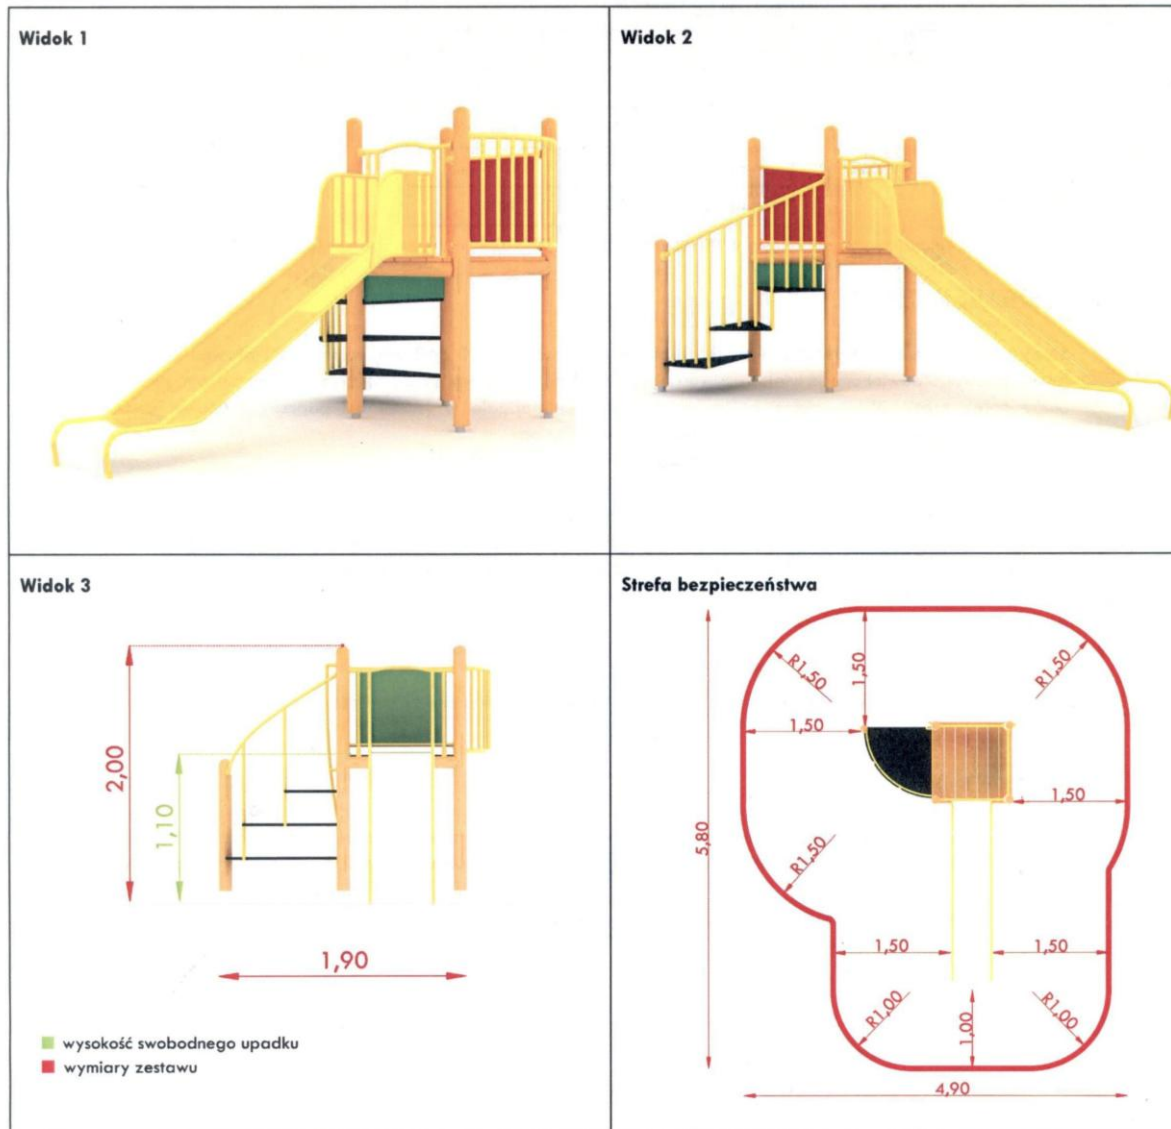 Widok 1
Widok 2
Widok 3
2,00
1,10
1,90
wysokość swobodnego upadku
wymiary zestawu
Strefa bezpieczeństwa
R1,50
1,50
R1,50
1,50
1,50
5,80
R1,50
1,50
1,50
R1,00
1,00
R1,00
4,90